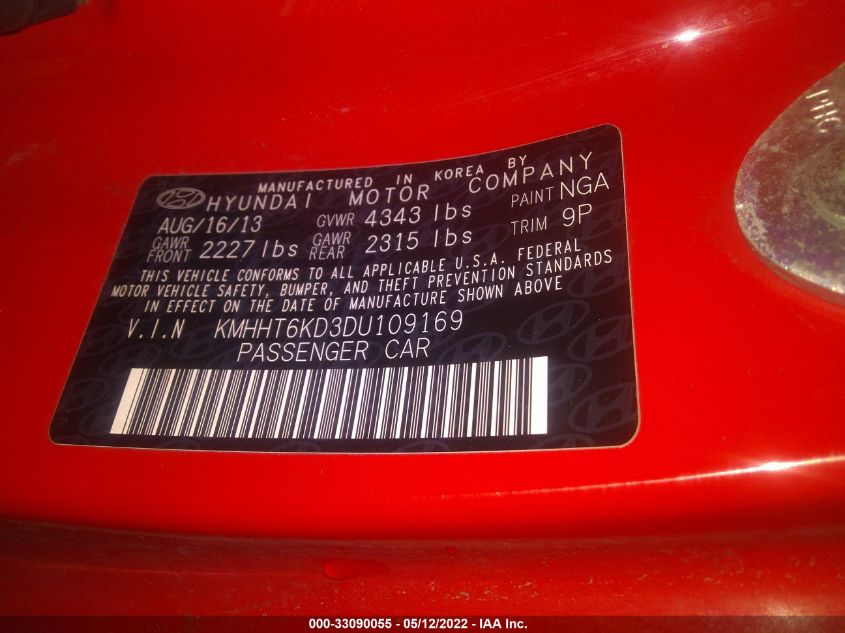 MANUFACTURED IN KOREA BY
HYUNDAI MOTOR COMPANY
AUG/16/13 GVWR 4343 lbs PAINT NGA
GAWR FRONT 2227 lbs GAWR REAR 2315 lbs TRIM 9P
THIS VEHICLE CONFORMS TO ALL APPLICABLE U.S.A. FEDERAL
MOTOR VEHICLE SAFETY, BUMPER, AND THEFT PREVENTION STANDARDS
IN EFFECT ON THE DATE OF MANUFACTURE SHOWN ABOVE
V.I.N KMHHT6KD3DU109169
PASSENGER CAR
000-33090055 - 05/12/2022 - IAA Inc.